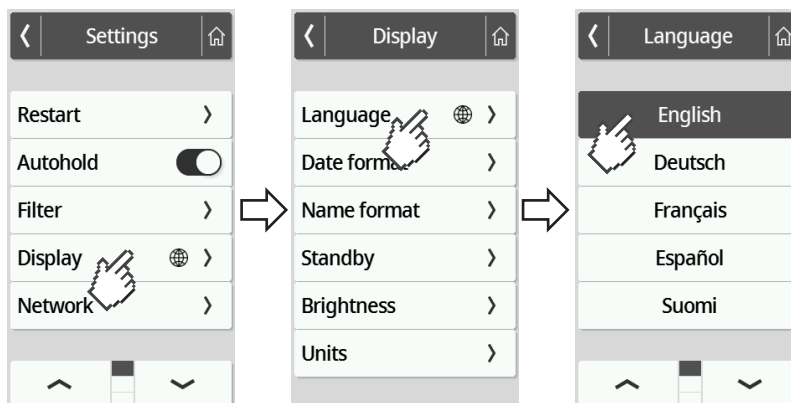 Settings
Restart
Autohold
Filter
Display
Network
Display
Language
Date format
Name format
Standby
Brightness
Units
Language
English
Deutsch
Français
Español
Suomi